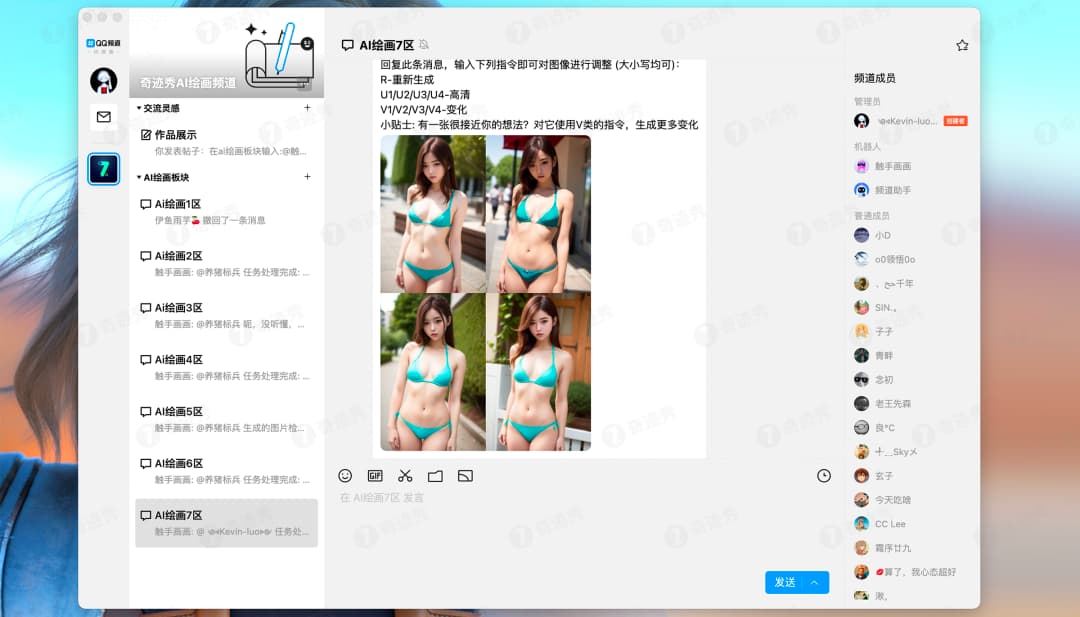 QQ频道
奇迹秀AI绘画频道
交流灵感
作品展示
你发表帖子：在ai绘画板块输入:@触...
AI绘画板块
Ai绘画1区
伊鱼雨芋🍒 撤回了一条消息
Ai绘画2区
触手画画: @养猪标兵 任务处理完成: ...
Ai绘画3区
触手画画: @养猪标兵 呃，没听懂，...
Ai绘画4区
触手画画: @养猪标兵 任务处理完成: ...
AI绘画5区
触手画画: @养猪标兵 生成的图片检...
AI绘画6区
触手画画: @养猪标兵 任务处理完成: ...
AI绘画7区
触手画画: @ Kevin-luo 任务处...
AI绘画7区
回复此条消息，输入下列指令即可对图像进行调整 (大小写均可)：
R-重新生成
U1/U2/U3/U4-高清
V1/V2/V3/V4-变化
小贴士: 有一张很接近你的想法？对它使用V类的指令，生成更多变化
GIF
在 AI绘画7区 发言
发送
频道成员
管理员
Kevin-luo... 创建者
机器人
触手画画
频道助手
普通成员
小D
o0领悟0o
千年
SIN.。
子子
青畔
念初
老王先森
良°C
十﹎Skyメ
玄子
今天吃啥
CC Lee
霜序廿九
💋算了，我心态超好
湫,
奇迹秀